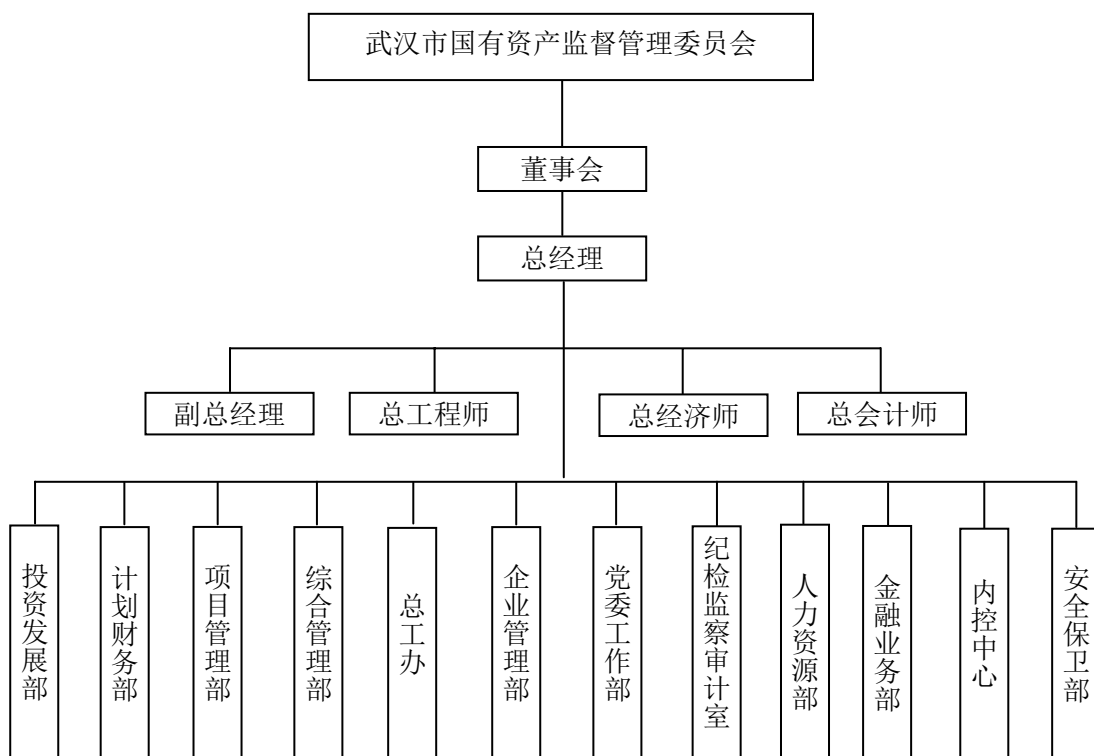 武汉市国有资产监督管理委员会
董事会
总经理
副总经理
总工程师
总经济师
总会计师
投资发展部
计划财务部
项目管理部
综合管理部
总工办
企业管理部
党委工作部
纪检监察审计室
人力资源部
金融业务部
内控中心
安全保卫部